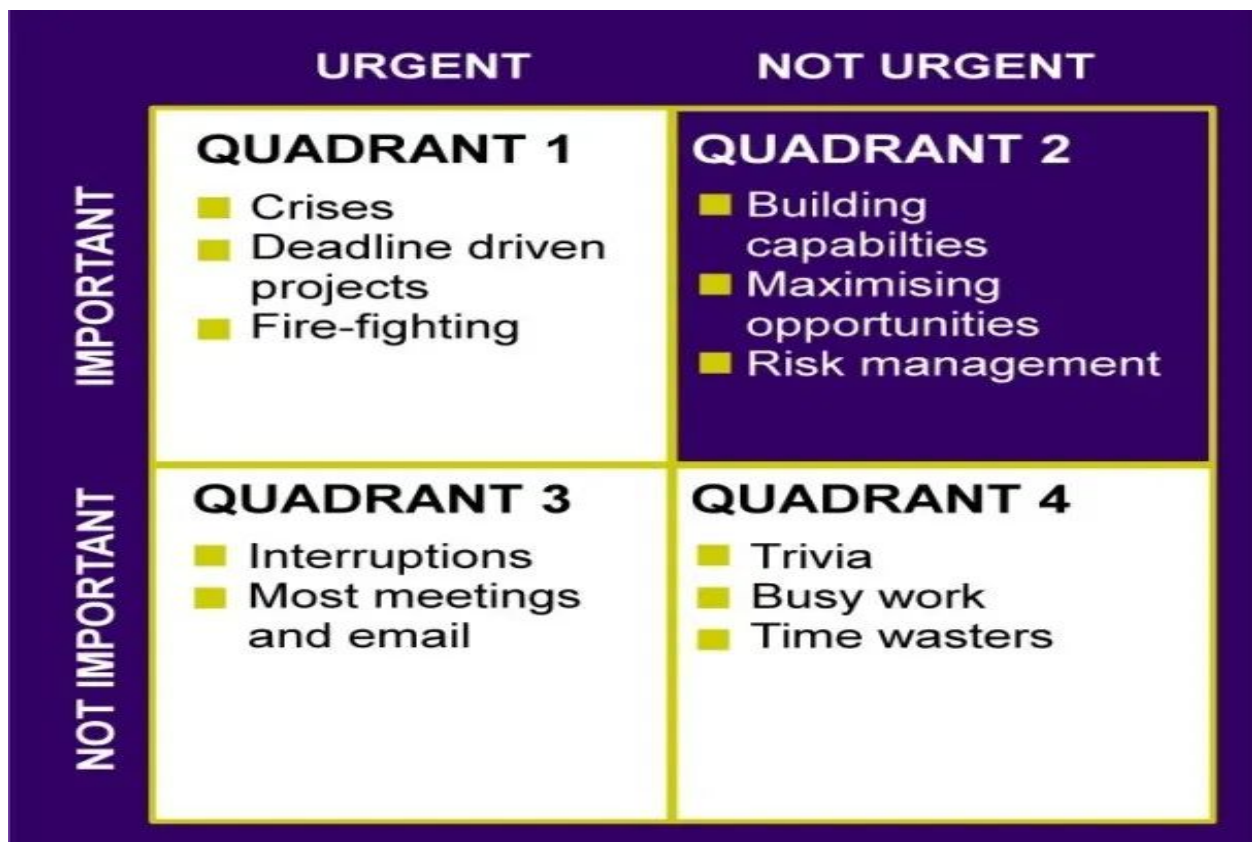 URGENT
NOT URGENT
IMPORTANT
QUADRANT 1
Crises
Deadline driven
projects
Fire-fighting
QUADRANT 2
Building
capabilties
Maximising
opportunities
Risk management
NOT IMPORTANT
QUADRANT 3
Interruptions
Most meetings
and email
QUADRANT 4
Trivia
Busy work
Time wasters